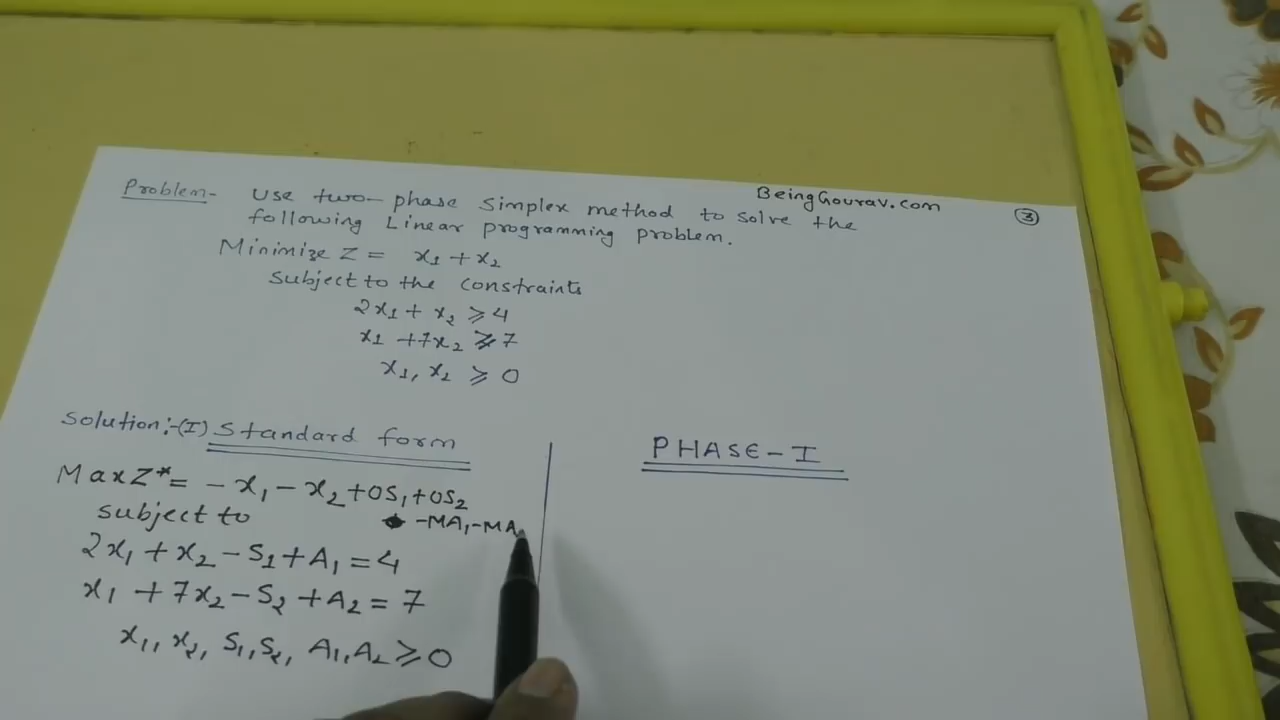 BeingGourav.com
③
Problem- Use two-phase simplex method to solve the
following Linear programming problem.
Minimize Z = x₁ + x₂
Subject to the constraints
2x₁ + x₂ ≥ 4
x₁ + 7x₂ ≥ 7
x₁, x₂ ≥ 0
Solution:-(I) Standard form
Max Z* = -x₁ - x₂ + 0S₁ + 0S₂
- MA₁ - MA
subject to
2x₁ + x₂ - S₁ + A₁ = 4
x₁ + 7x₂ - S₂ + A₂ = 7
x₁, x₂, S₁, S₂, A₁, A₂ ≥ 0
PHASE-I